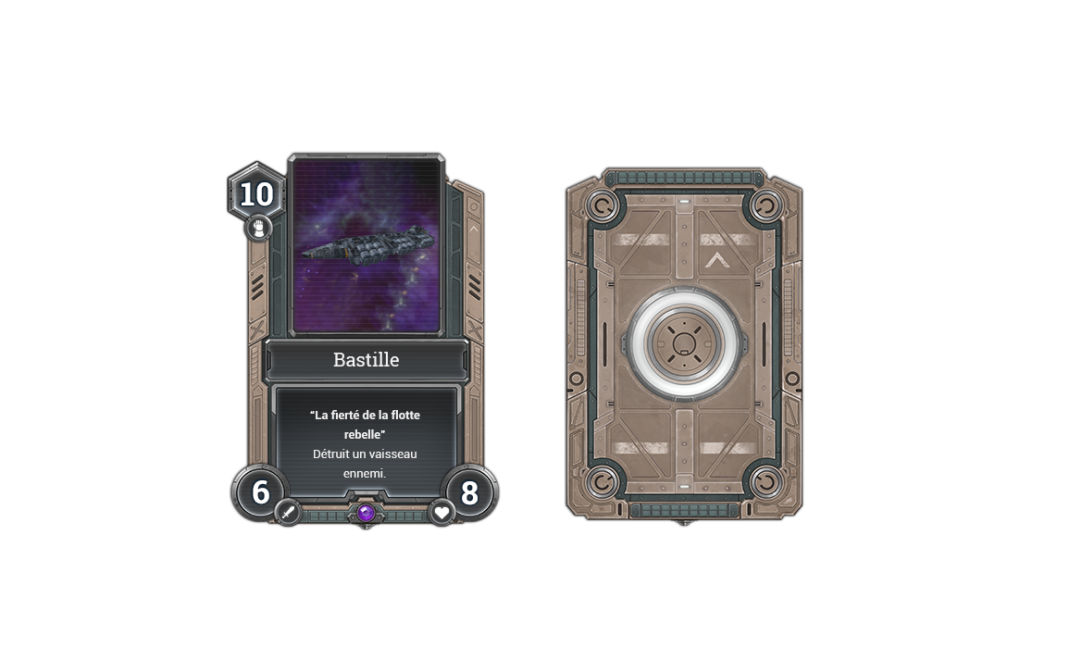 10
Bastille
“La fierté de la flotte
rebelle”
Détruit un vaisseau
ennemi.
6
8